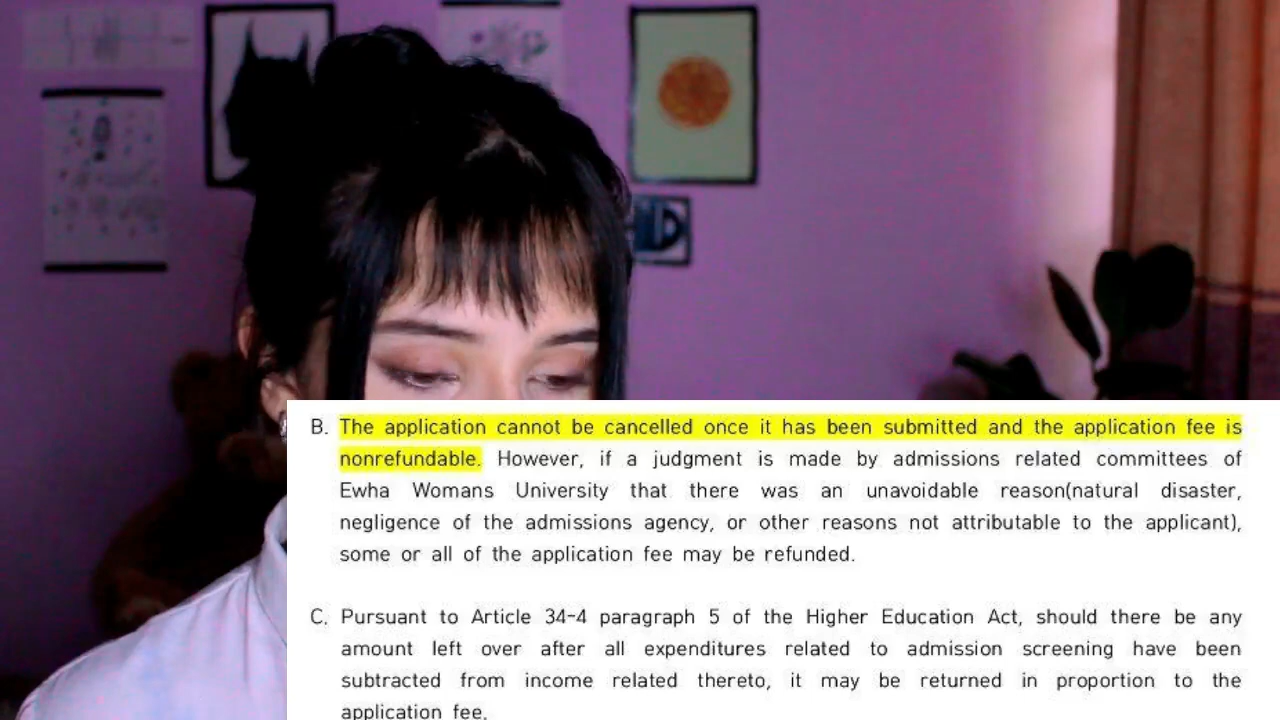 B. The application cannot be cancelled once it has been submitted and the application fee is
nonrefundable. However, if a judgment is made by admissions related committees of
Ewha Womans University that there was an unavoidable reason(natural disaster,
negligence of the admissions agency, or other reasons not attributable to the applicant),
some or all of the application fee may be refunded.
C. Pursuant to Article 34-4 paragraph 5 of the Higher Education Act, should there be any
amount left over after all expenditures related to admission screening have been
subtracted from income related thereto, it may be returned in proportion to the
application fee.